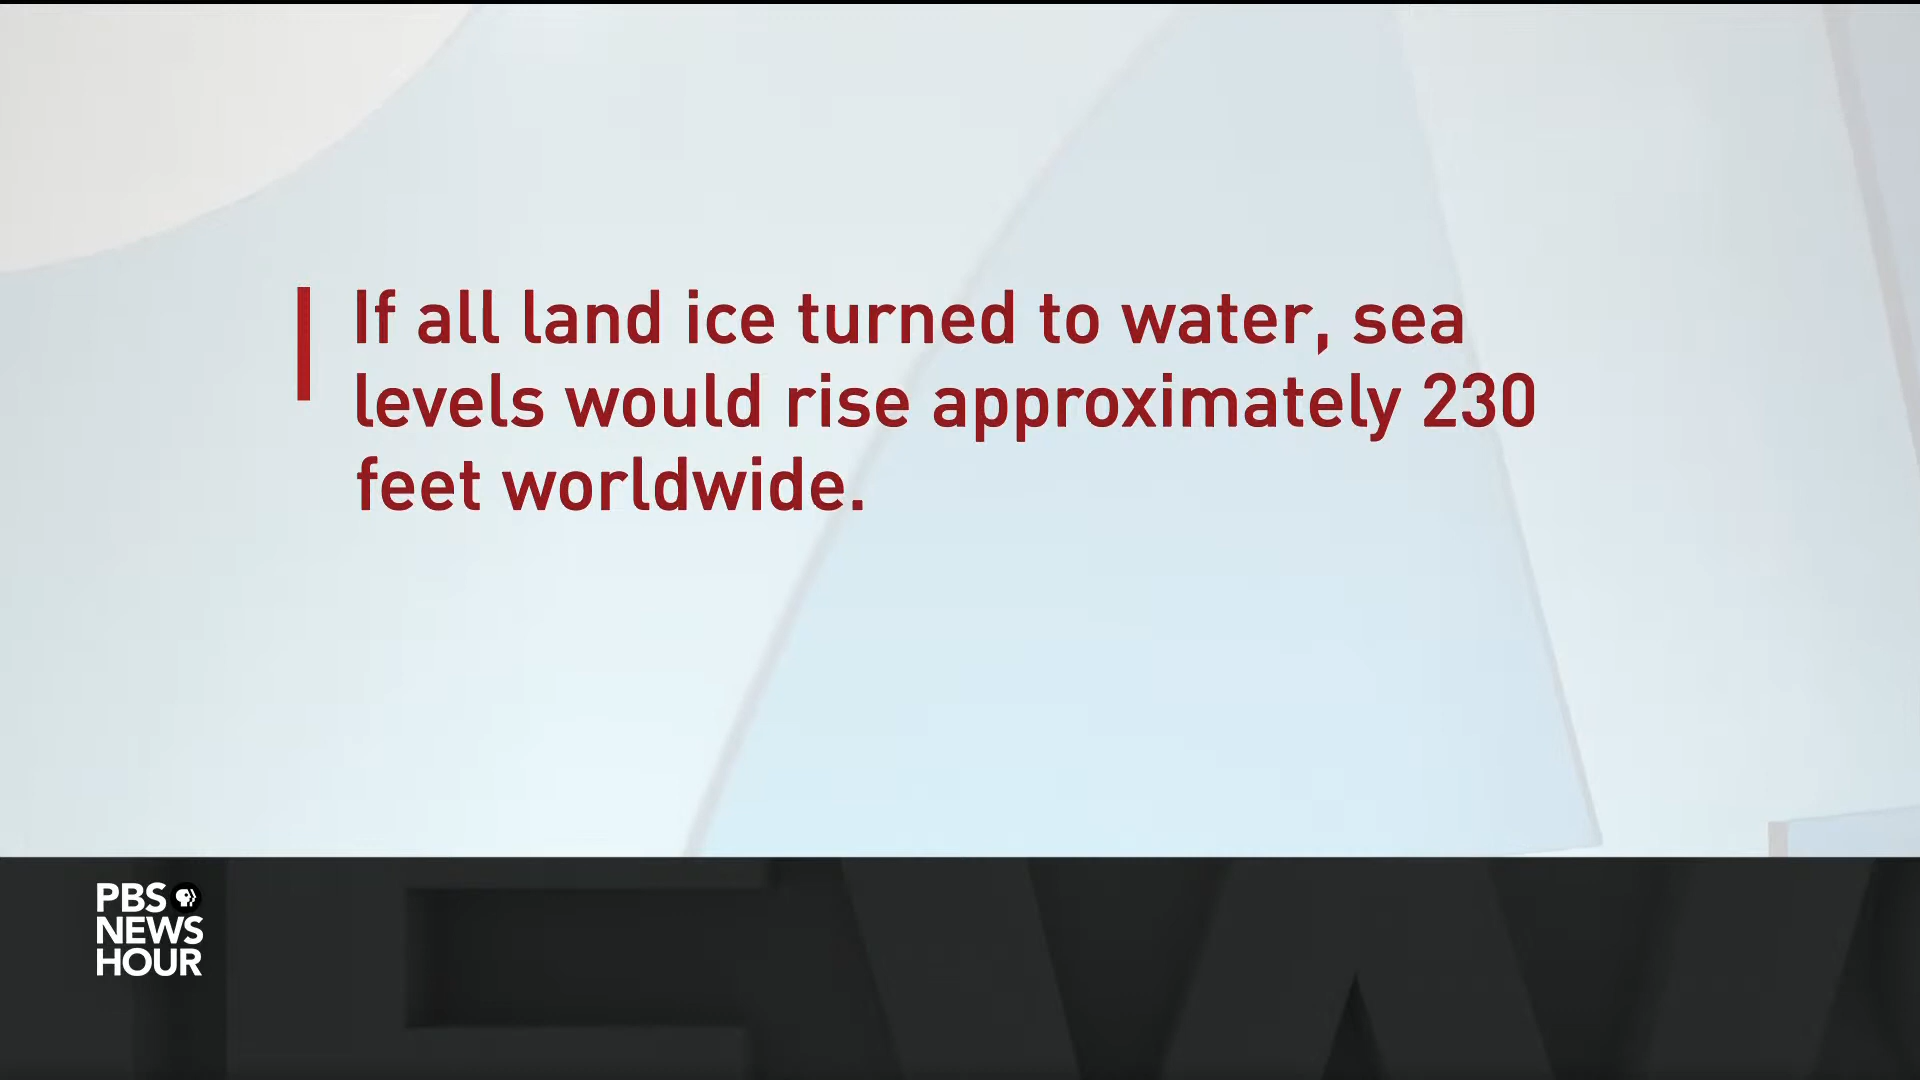 If all land ice turned to water, sea
levels would rise approximately 230
feet worldwide.
PBS
NEWS
HOUR